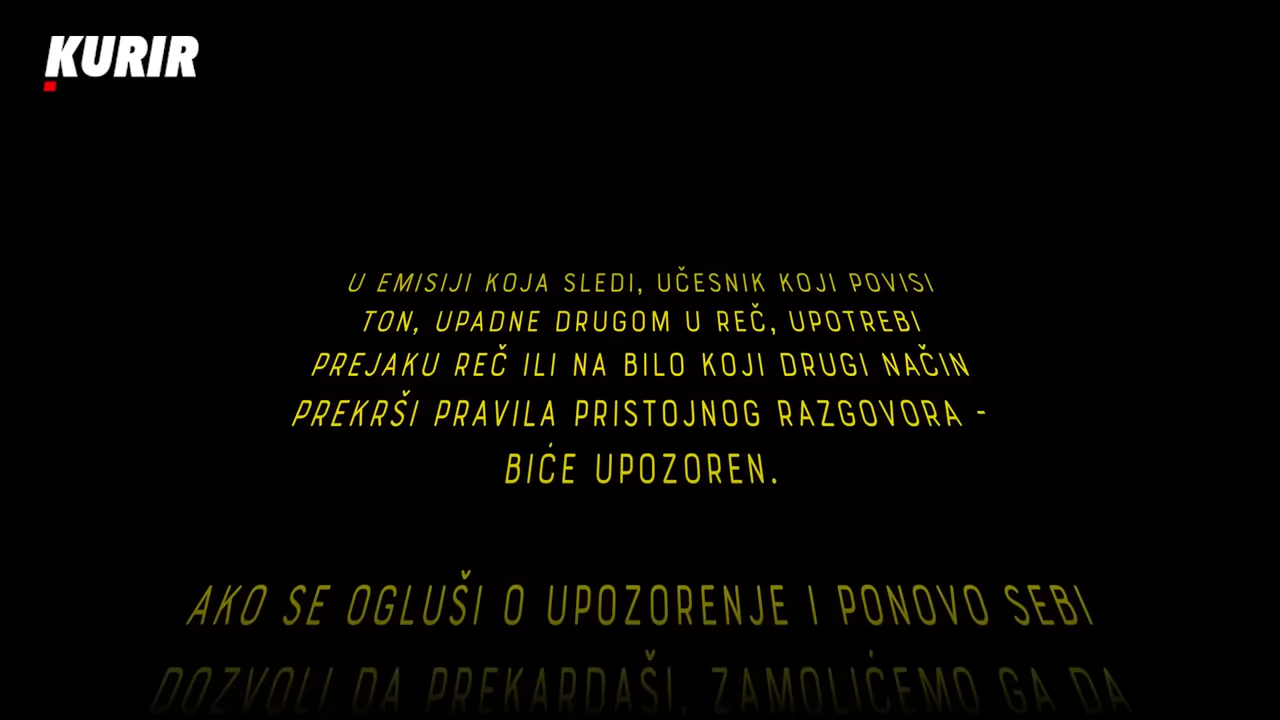 KURIR
U EMISIJI KOJA SLEDI, UČESNIK KOJI POVISI
TON, UPADNE DRUGOM U REČ, UPOTREBI
PREJAKU REČ ILI NA BILO KOJI DRUGI NAČIN
PREKRŠI PRAVILA PRISTOJNOG RAZGOVORA -
BIĆE UPOZOREN.
AKO SE OGLUŠI O UPOZORENJE I PONOVO SEBI
DOZVOLI DA PREKARDAŠI, ZAMOLIĆEMO GA DA